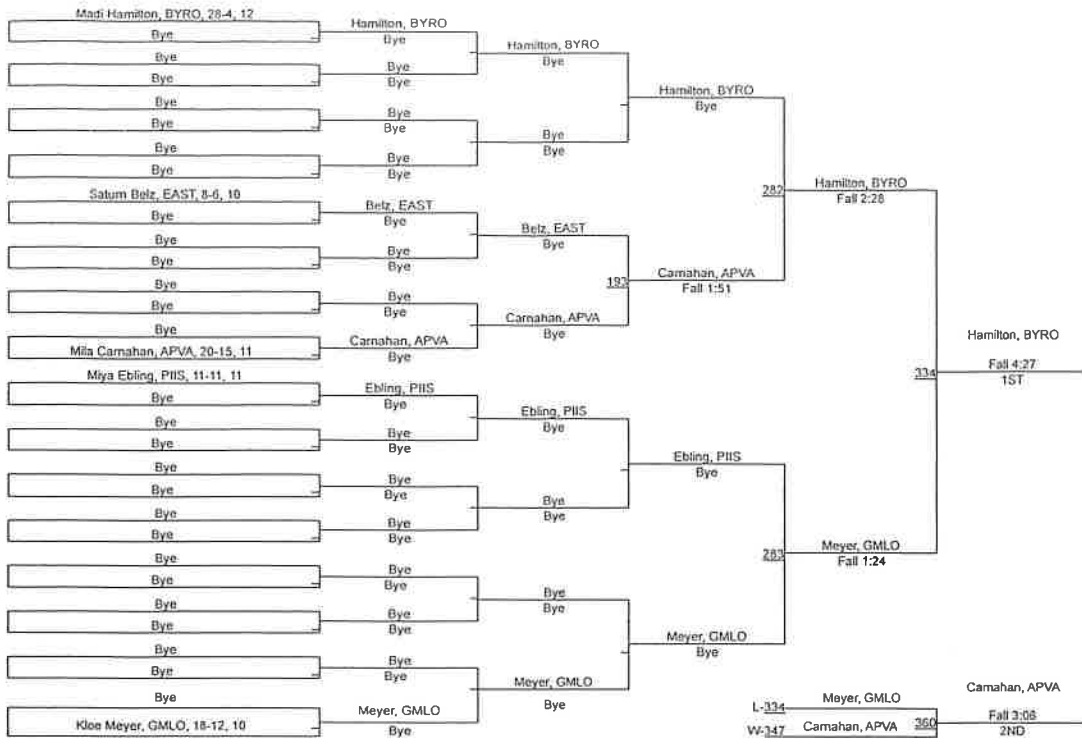 Madi Hamilton, BYRO, 28-4, 12
Bye
Bye
Bye
Bye
Bye
Bye
Bye
Saturn Belz, EAST, 8-6, 10
Bye
Bye
Bye
Bye
Bye
Bye
Mila Carnahan, APVA, 20-15, 11
Miya Ebling, PIIS, 11-11, 11
Bye
Bye
Bye
Bye
Bye
Bye
Bye
Bye
Bye
Bye
Bye
Bye
Bye
Bye
Kloe Meyer, GMLO, 18-12, 10
Hamilton, BYRO
Bye
Bye
Bye
Bye
Bye
Bye
Bye
Belz, EAST
Bye
Bye
Bye
Bye
Bye
Carnahan, APVA
Bye
Ebling, PIIS
Bye
Bye
Bye
Bye
Bye
Bye
Bye
Bye
Bye
Bye
Bye
Bye
Bye
Meyer, GMLO
Bye
Hamilton, BYRO
Bye
Bye
Bye
Belz, EAST
Bye
Carnahan, APVA
Bye
Ebling, PIIS
Bye
Bye
Bye
Bye
Bye
Meyer, GMLO
Bye
Hamilton, BYRO
Bye
193
Carnahan, APVA
Fall 1:51
Ebling, PIIS
Bye
Meyer, GMLO
Bye
282
Hamilton, BYRO
Fall 2:28
283
Meyer, GMLO
Fall 1:24
334
Hamilton, BYRO
Fall 4:27
1ST
L-334
Meyer, GMLO
W-347
Carnahan, APVA
360
Carnahan, APVA
Fall 3:06
2ND